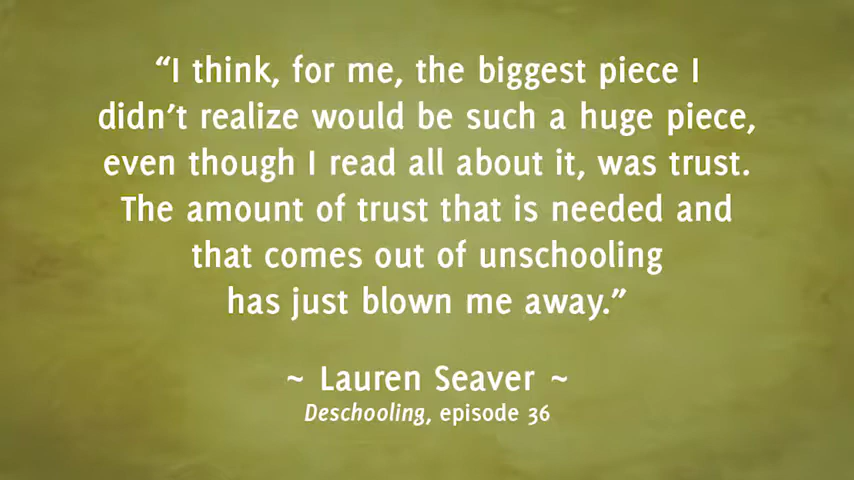 “I think, for me, the biggest piece I
didn’t realize would be such a huge piece,
even though I read all about it, was trust.
The amount of trust that is needed and
that comes out of unschooling
has just blown me away.”
~ Lauren Seaver ~
Deschooling, episode 36